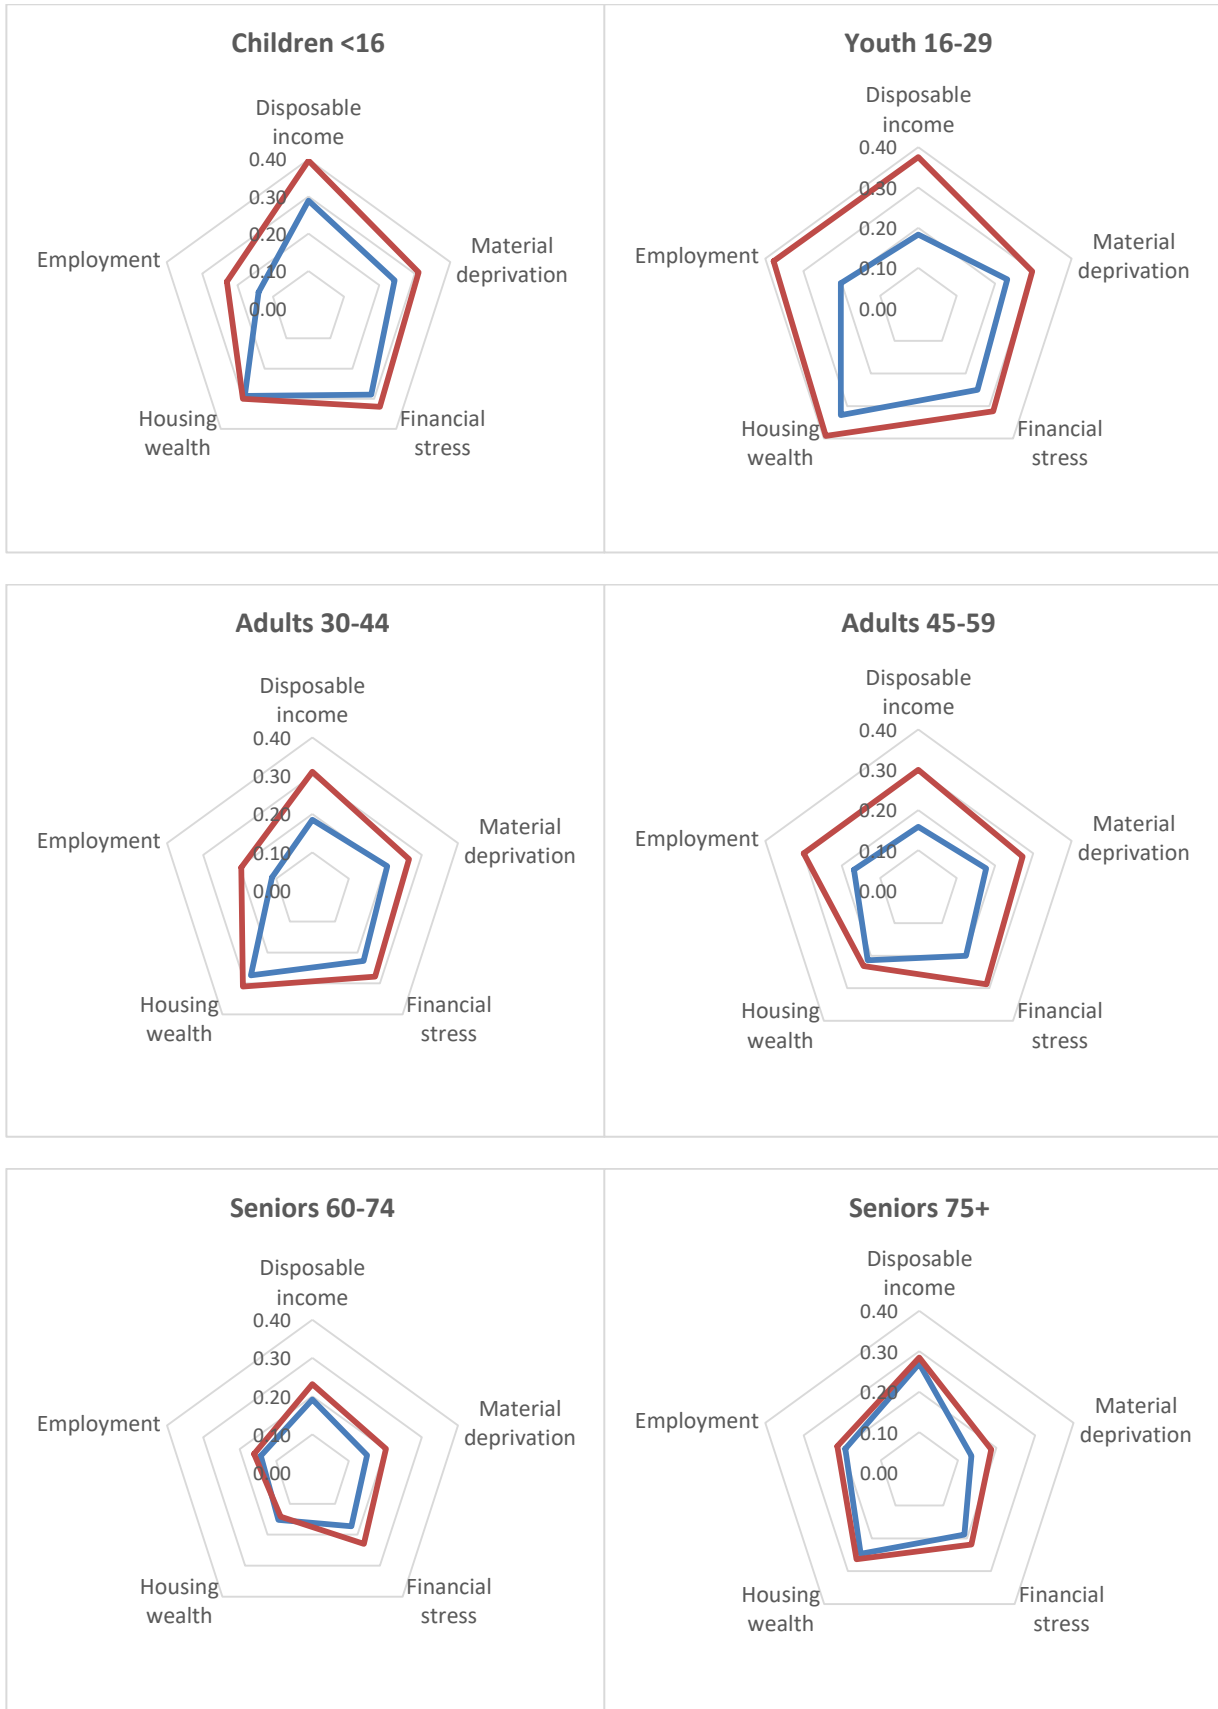 Children <16
Disposable
income
0.40
0.30
0.20
0.10
0.00
Employment
Material
deprivation
Housing
wealth
Financial
stress
Youth 16-29
Disposable
income
0.40
0.30
0.20
0.10
0.00
Employment
Material
deprivation
Housing
wealth
Financial
stress
Adults 30-44
Disposable
income
0.40
0.30
0.20
0.10
0.00
Employment
Material
deprivation
Housing
wealth
Financial
stress
Adults 45-59
Disposable
income
0.40
0.30
0.20
0.10
0.00
Employment
Material
deprivation
Housing
wealth
Financial
stress
Seniors 60-74
Disposable
income
0.40
0.30
0.20
0.10
0.00
Employment
Material
deprivation
Housing
wealth
Financial
stress
Seniors 75+
Disposable
income
0.40
0.30
0.20
0.10
0.00
Employment
Material
deprivation
Housing
wealth
Financial
stress